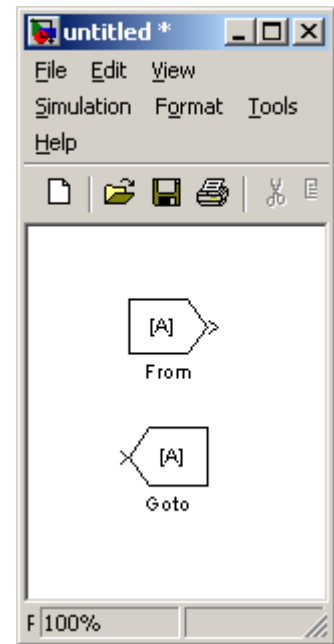 untitled *
File Edit View
Simulation Format Tools
Help
[A]
From
[A]
Goto
F 100%